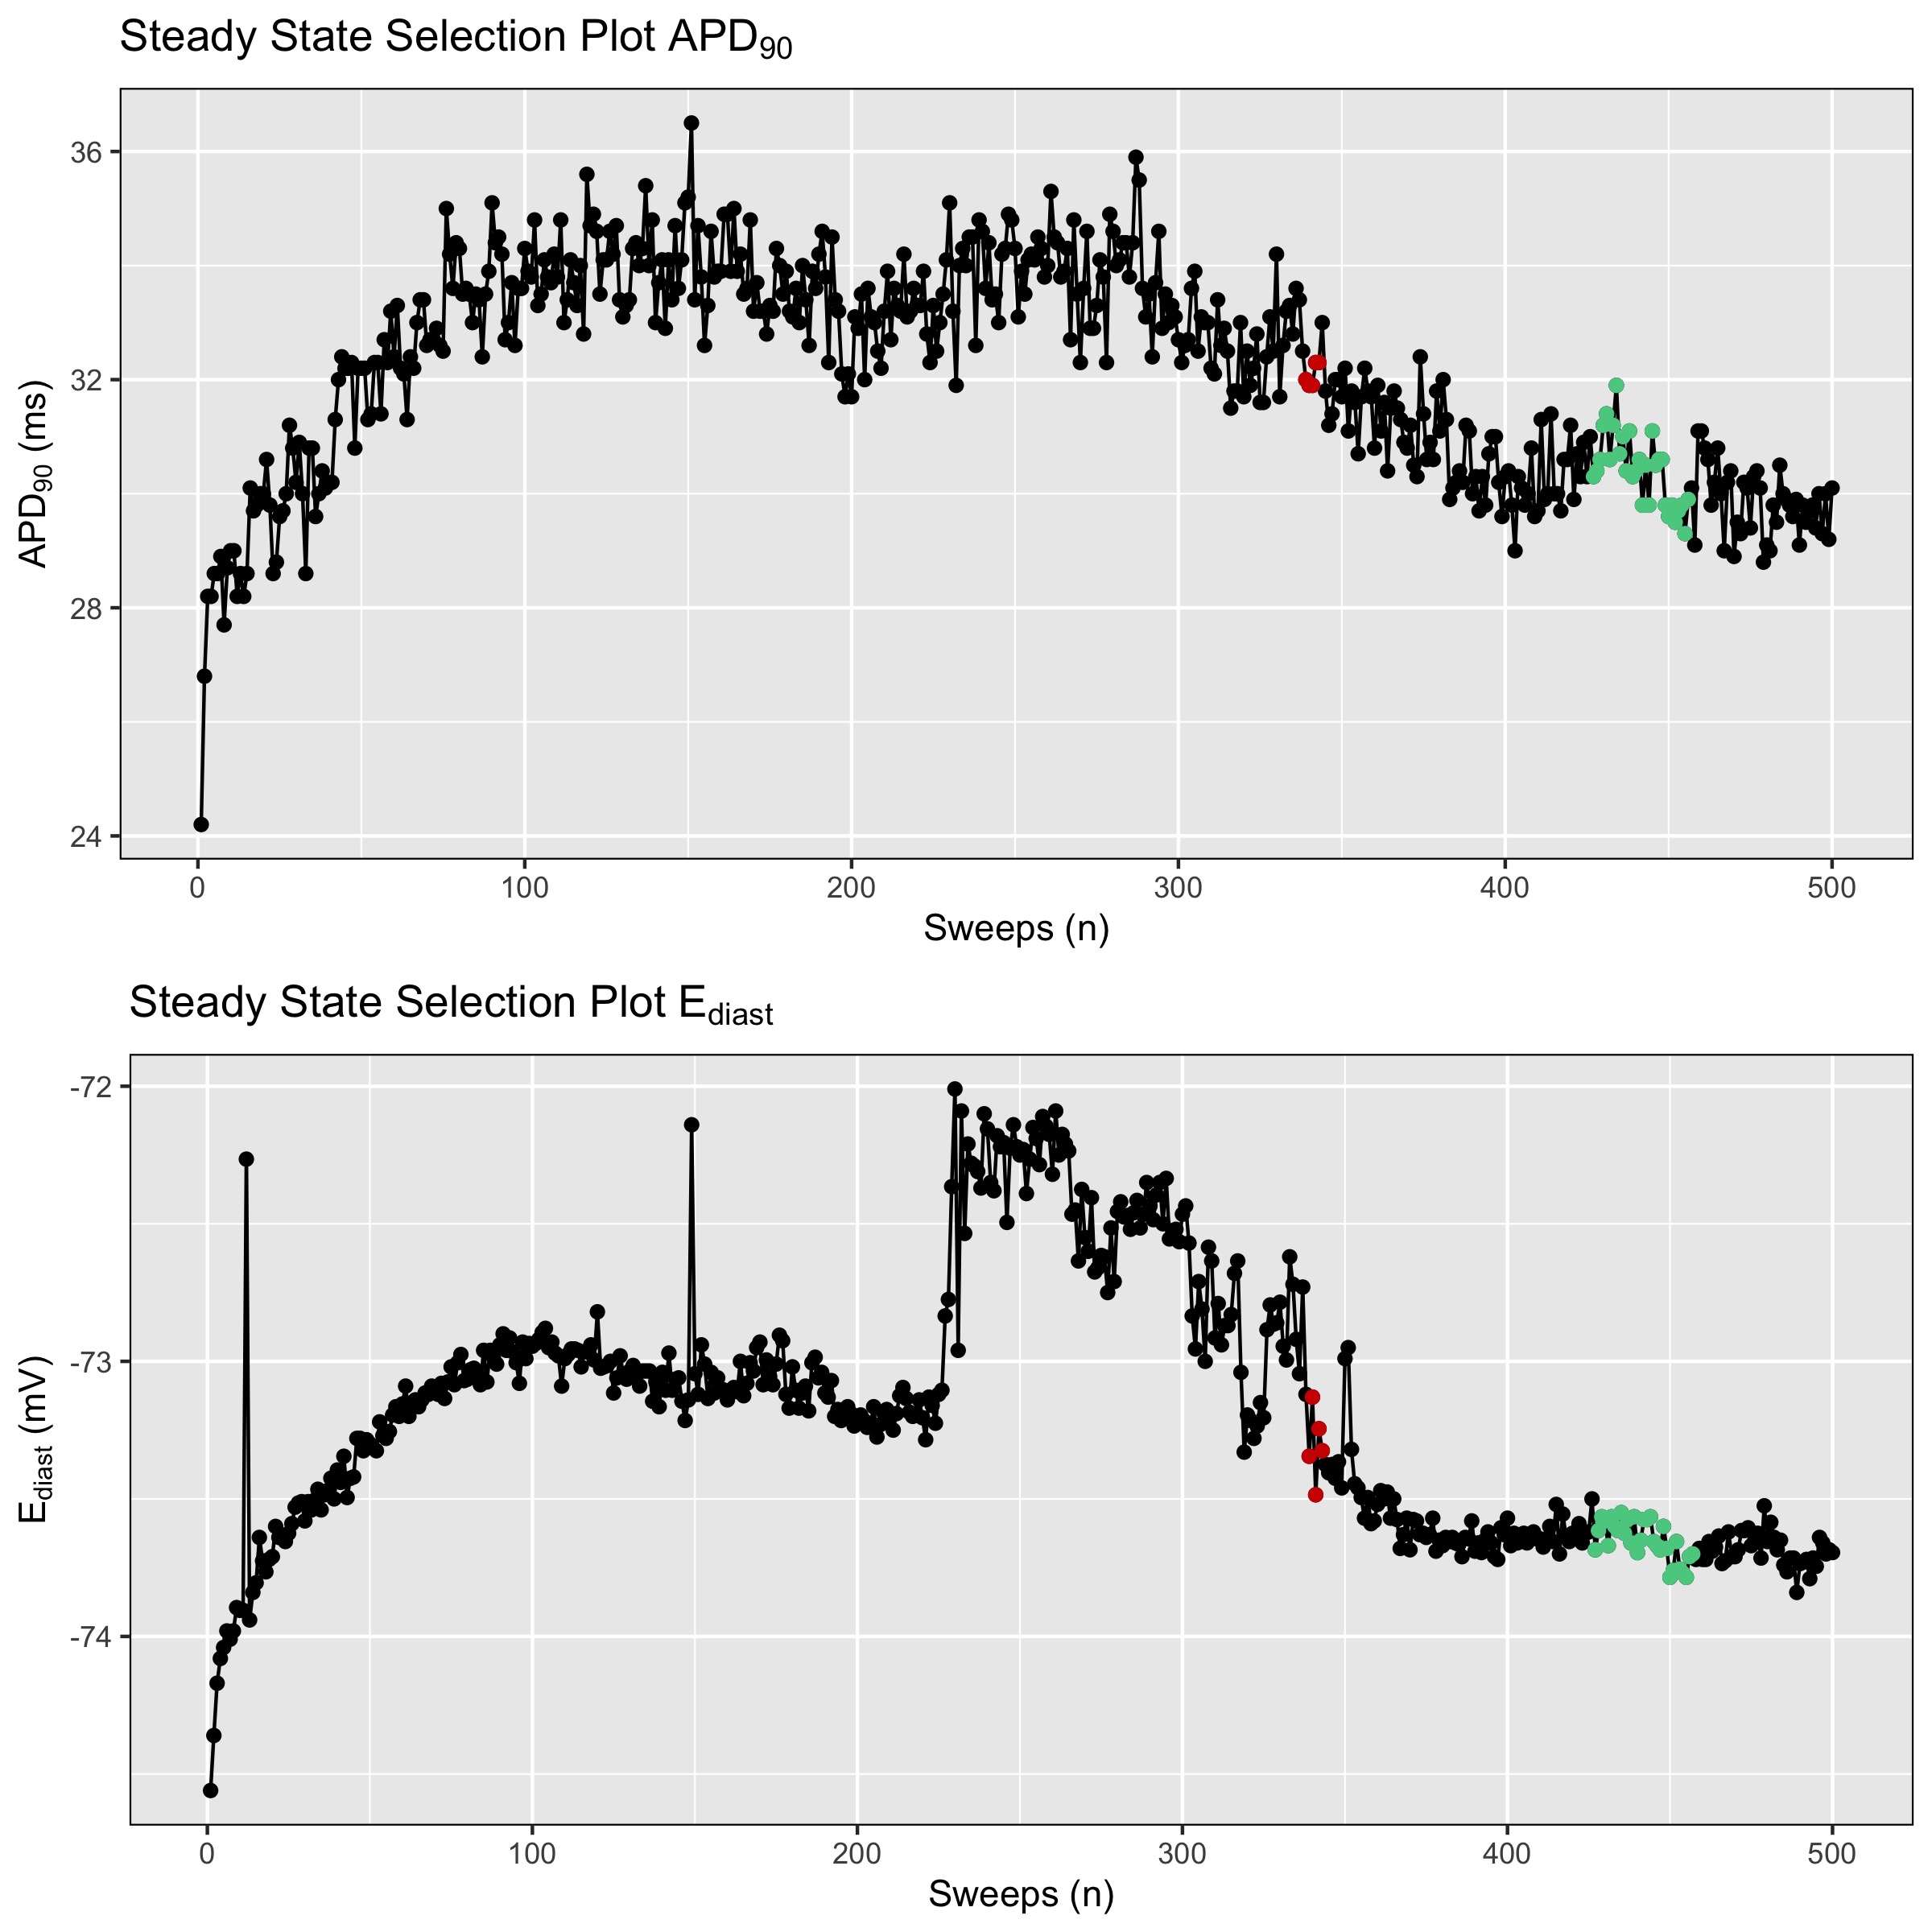 Steady State Selection Plot APD90
36
32
28
24
APD90 (ms)
0 100 200 300 400 500
Sweeps (n)
Steady State Selection Plot Ediast
-72
-73
-74
Ediast (mV)
0 100 200 300 400 500
Sweeps (n)